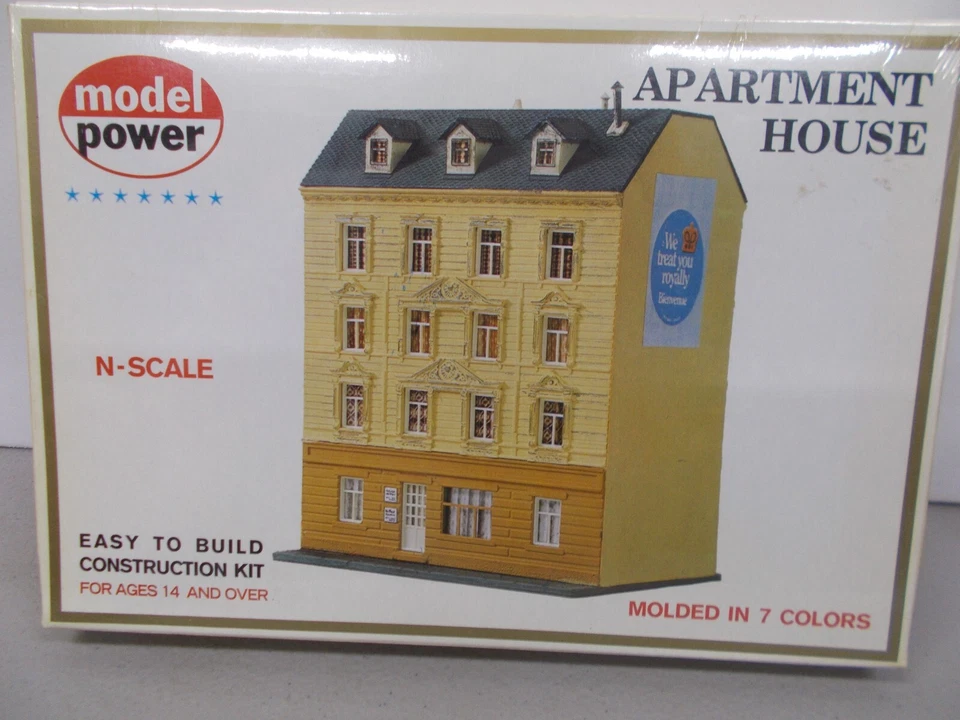 model
power
APARTMENT
HOUSE
We
treat you
royally
Bienvenue
N-SCALE
EASY TO BUILD
CONSTRUCTION KIT
FOR AGES 14 AND OVER
MOLDED IN 7 COLORS